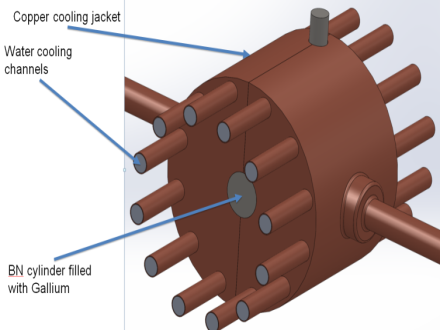 Copper cooling jacket
Water cooling
channels
BN cylinder filled
with Gallium